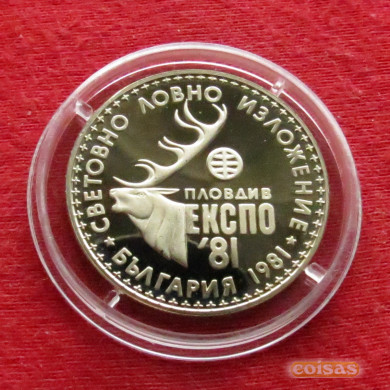 СВЕТОВНО ЛОВНО ИЗЛОЖЕНИЕ
ПЛОВДИВ
ЕКСПО
'81
БЪЛГАРИЯ 1981
coisas